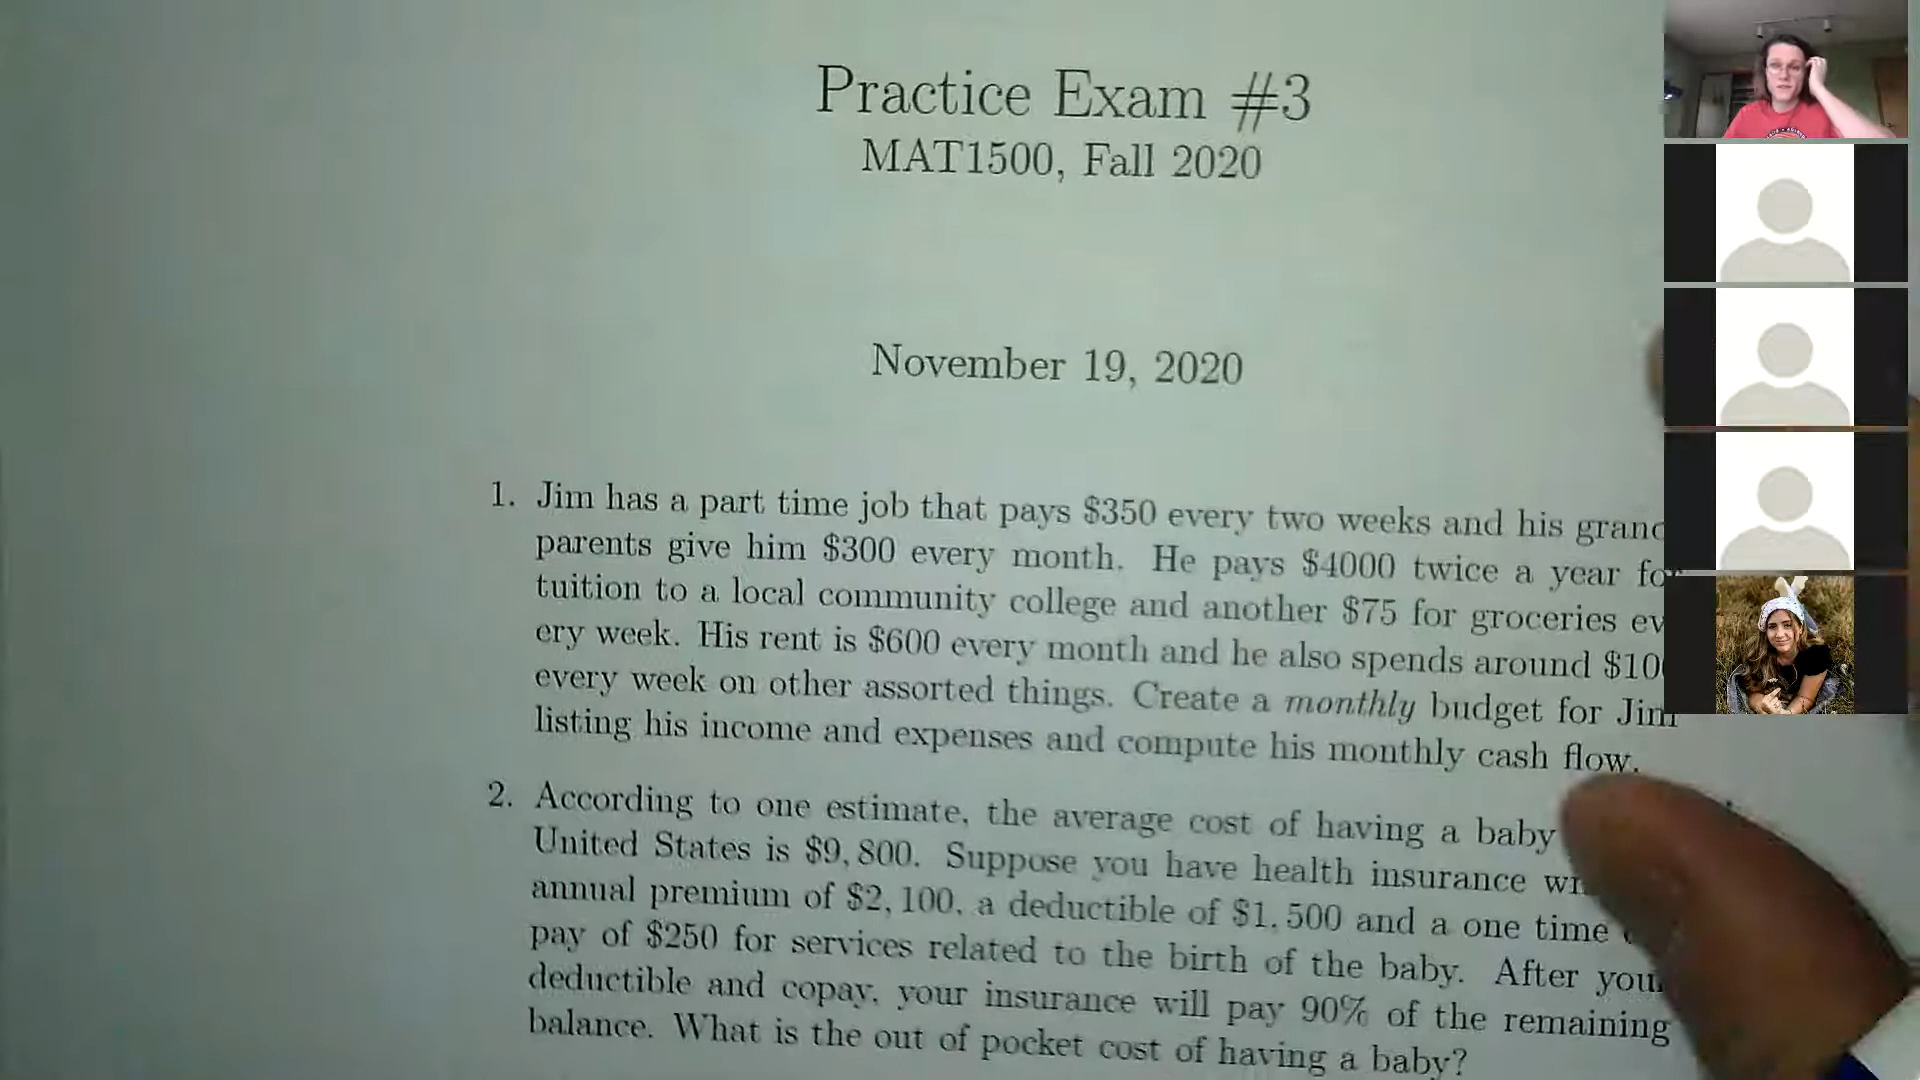 Practice Exam #3
MAT1500, Fall 2020
November 19, 2020
1. Jim has a part time job that pays $350 every two weeks and his grand
parents give him $300 every month. He pays $4000 twice a year for
tuition to a local community college and another $75 for groceries ev
ery week. His rent is $600 every month and he also spends around $10
every week on other assorted things. Create a monthly budget for Jim
listing his income and expenses and compute his monthly cash flow.
2. According to one estimate, the average cost of having a baby
United States is $9,800. Suppose you have health insurance
annual premium of $2,100, a deductible of $1,500 and a one time
pay of $250 for services related to the birth of the baby. After your
deductible and copay, your insurance will pay 90% of the remaining
balance. What is the out of pocket cost of having a baby?